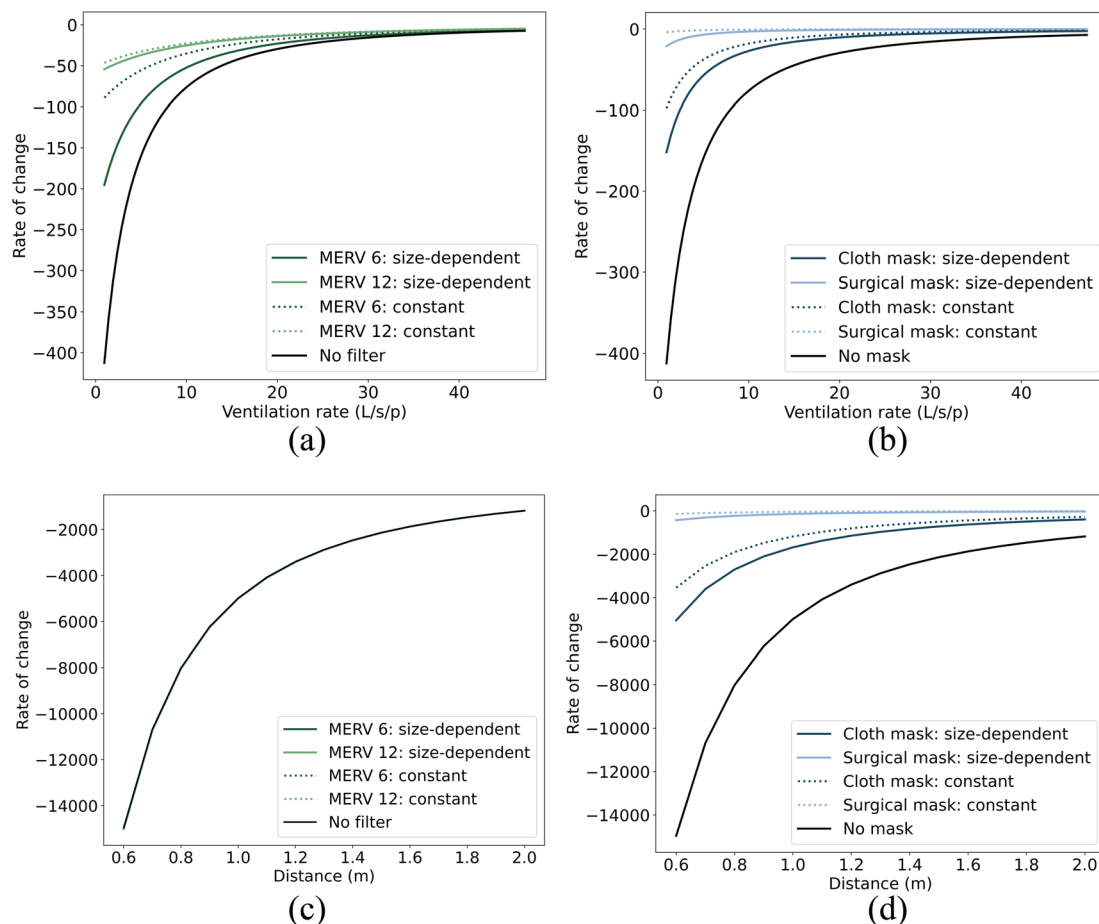 0
−50
−100
−150
−200
−250
−300
−350
−400
Rate of change
MERV 6: size-dependent
MERV 12: size-dependent
MERV 6: constant
MERV 12: constant
No filter
0 10 20 30 40
Ventilation rate (L/s/p)
(a)
0
−100
−200
−300
−400
Rate of change
Cloth mask: size-dependent
Surgical mask: size-dependent
Cloth mask: constant
Surgical mask: constant
No mask
0 10 20 30 40
Ventilation rate (L/s/p)
(b)
−2000
−4000
−6000
−8000
−10000
−12000
−14000
Rate of change
MERV 6: size-dependent
MERV 12: size-dependent
MERV 6: constant
MERV 12: constant
No filter
0.6 0.8 1.0 1.2 1.4 1.6 1.8 2.0
Distance (m)
(c)
0
−2000
−4000
−6000
−8000
−10000
−12000
−14000
Rate of change
Cloth mask: size-dependent
Surgical mask: size-dependent
Cloth mask: constant
Surgical mask: constant
No mask
0.6 0.8 1.0 1.2 1.4 1.6 1.8 2.0
Distance (m)
(d)